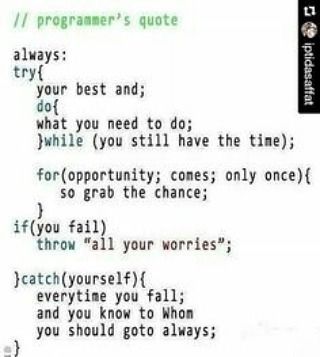 // programmer's quote
always:
try{
your best and;
do{
what you need to do;
}while (you still have the time);
for(opportunity; comes; only once){
so grab the chance;
}
if(you fail)
throw "all your worries";
}catch(yourself){
everytime you fall;
and you know to Whom
you should goto always;
}
iptidasaffat